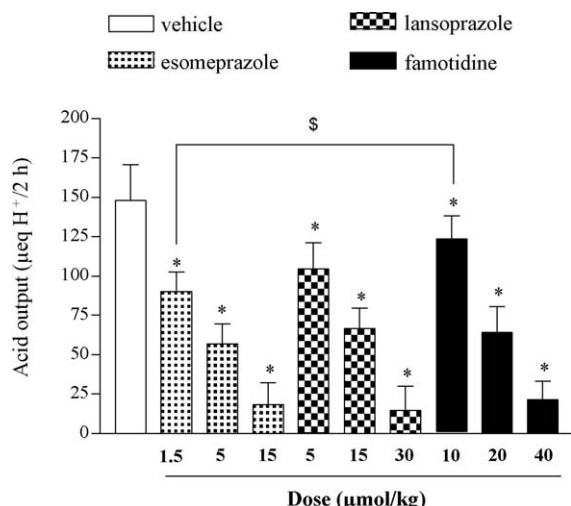 vehicle
lansoprazole
esomeprazole
famotidine
Acid output (µeq H⁺/2 h)
200
175
150
125
100
75
50
25
0
$
* * * * * * * * *
1.5 5 15 5 15 30 10 20 40
Dose (µmol/kg)